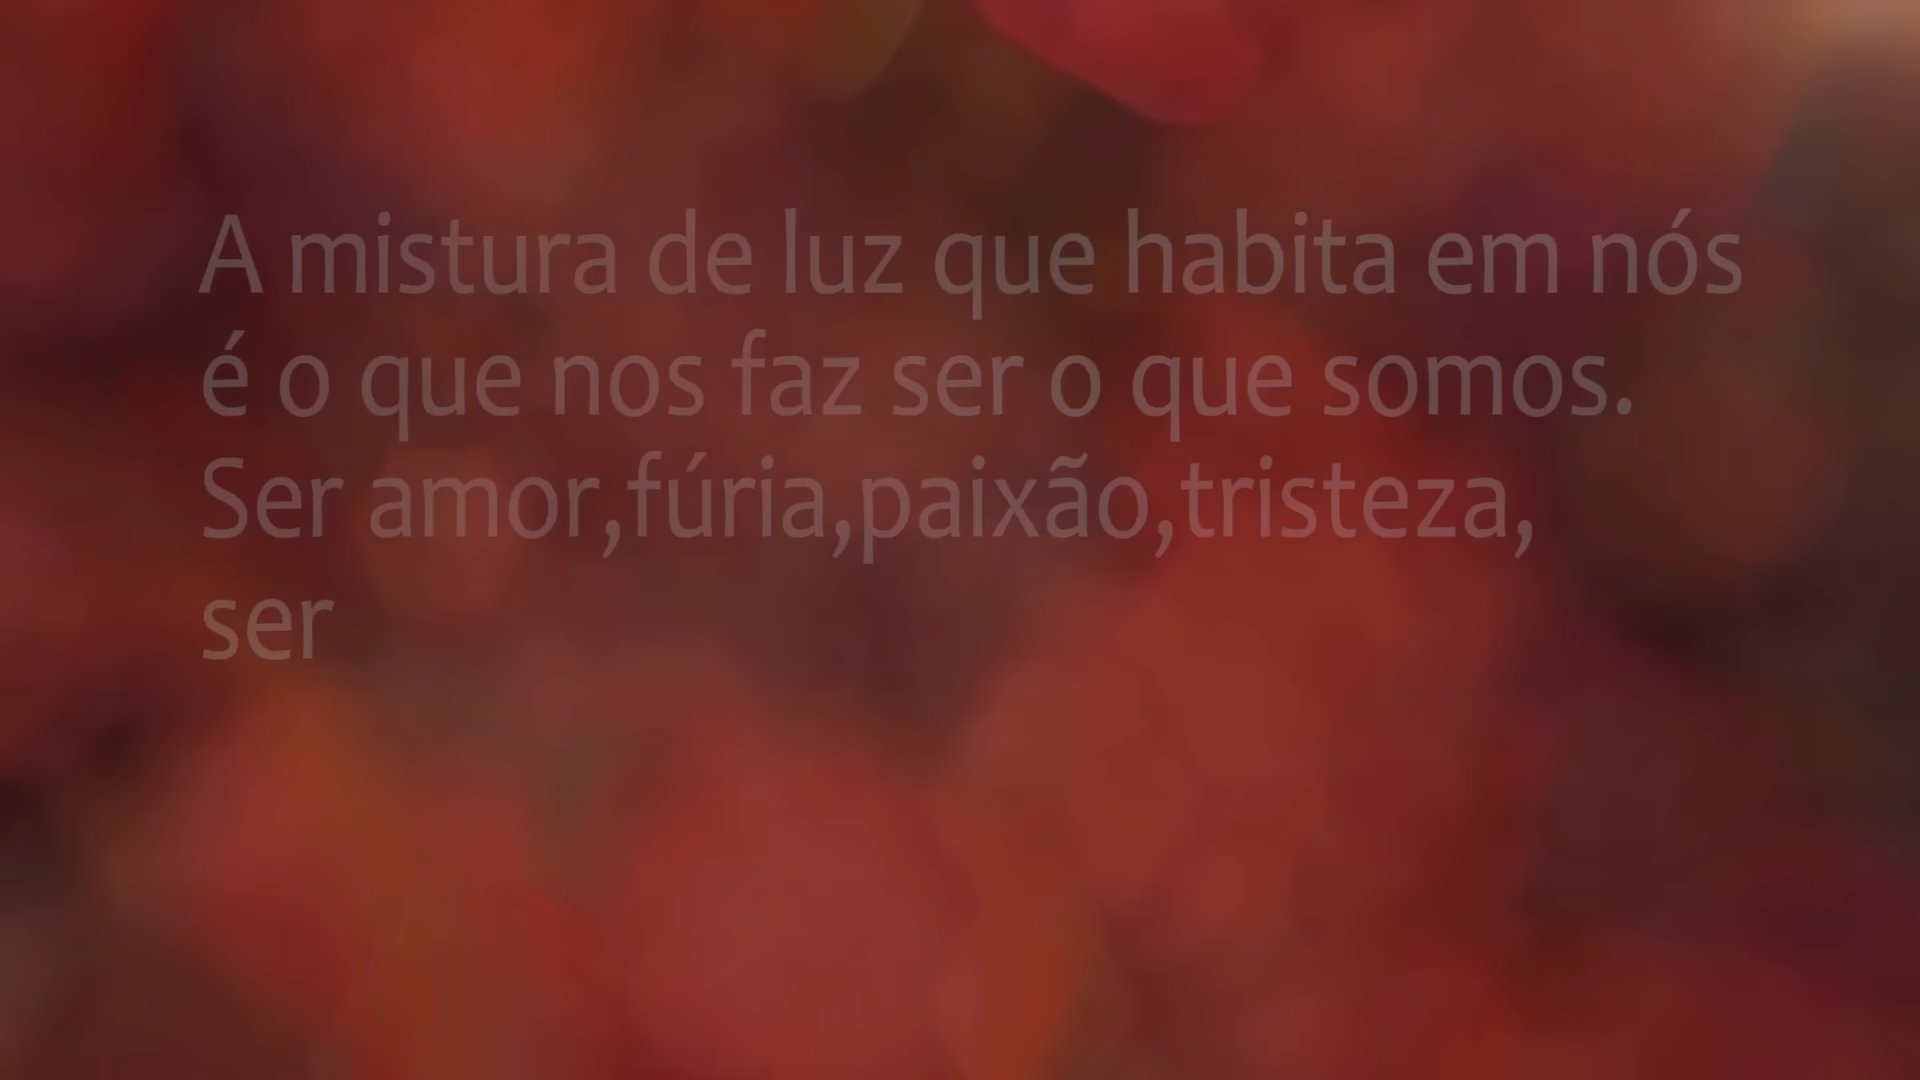 A mistura de luz que habita em nós
é o que nos faz ser o que somos.
Ser amor,fúria,paixão,tristeza,
ser